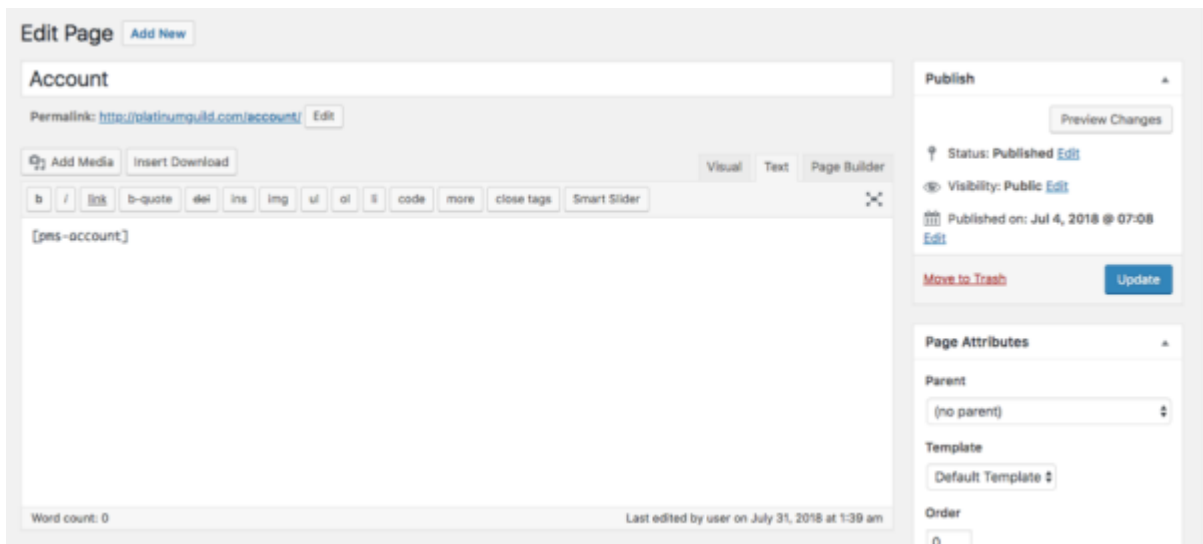 Edit Page Add New
Account
Permalink: http://platinumguild.com/account/ Edit
Add Media Insert Download
Visual Text Page Builder
b i link b-quote del ins img ul ol li code more close tags Smart Slider
[pms-account]
Word count: 0 Last edited by user on July 31, 2018 at 1:39 am
Publish
Preview Changes
Status: Published Edit
Visibility: Public Edit
Published on: Jul 4, 2018 @ 07:08
Edit
Move to Trash Update
Page Attributes
Parent
(no parent)
Template
Default Template
Order
0